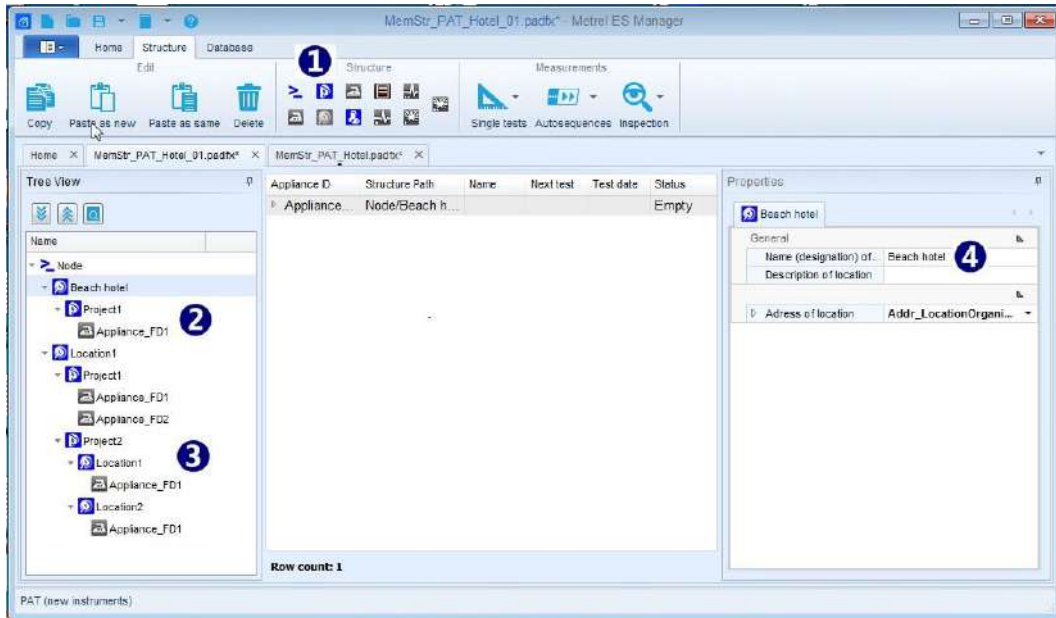 MemStr_PAT_Hotel_01.padfx* - Metrel ES Manager
Home Structure Database
Edit Structure Measurements
1
Copy Paste as new Paste as same Delete Single tests Autosequences Inspection
Home MemStr_PAT_Hotel_01.padfx* MemStr_PAT_Hotel.padfx*
Tree View
Name
Node
Beach hotel
Project1
Appliance_FD1
2
Location1
Project1
Appliance_FD1
Appliance_FD2
Project2
Location1
3
Appliance_FD1
Location2
Appliance_FD1
Appliance ID Structure Path Name Next test Test date Status
Appliance... Node/Beach h... Empty
Row count: 1
Properties
Beach hotel
General
Name (designation) of... Beach hotel 4
Description of location
Adress of location Addr_LocationOrgani...
PAT (new instruments)